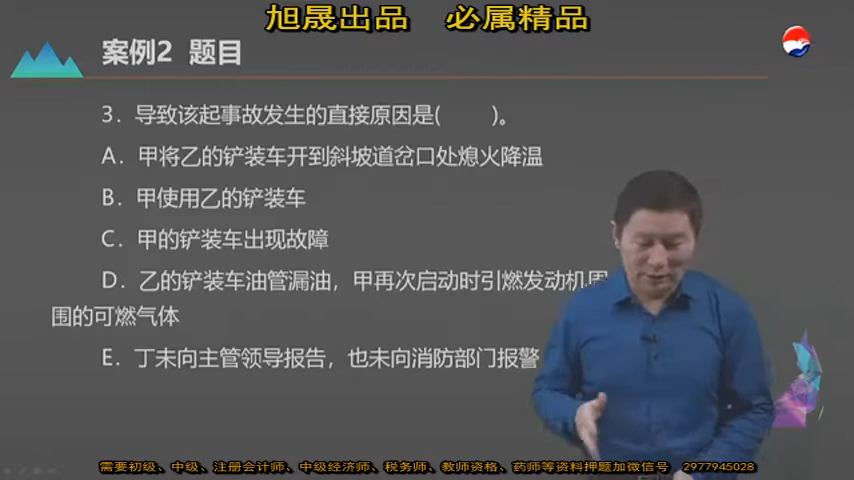 旭晟出品　必属精品
案例2 题目
3．导致该起事故发生的直接原因是(　　)。
A．甲将乙的铲装车开到斜坡道岔口处熄火降温
B．甲使用乙的铲装车
C．甲的铲装车出现故障
D．乙的铲装车油管漏油，甲再次启动时引燃发动机周
围的可燃气体
E．丁未向主管领导报告，也未向消防部门报警
需要初级、中级、注册会计师、中级经济师、税务师、教师资格、药师等资料押题加微信号　2977945028